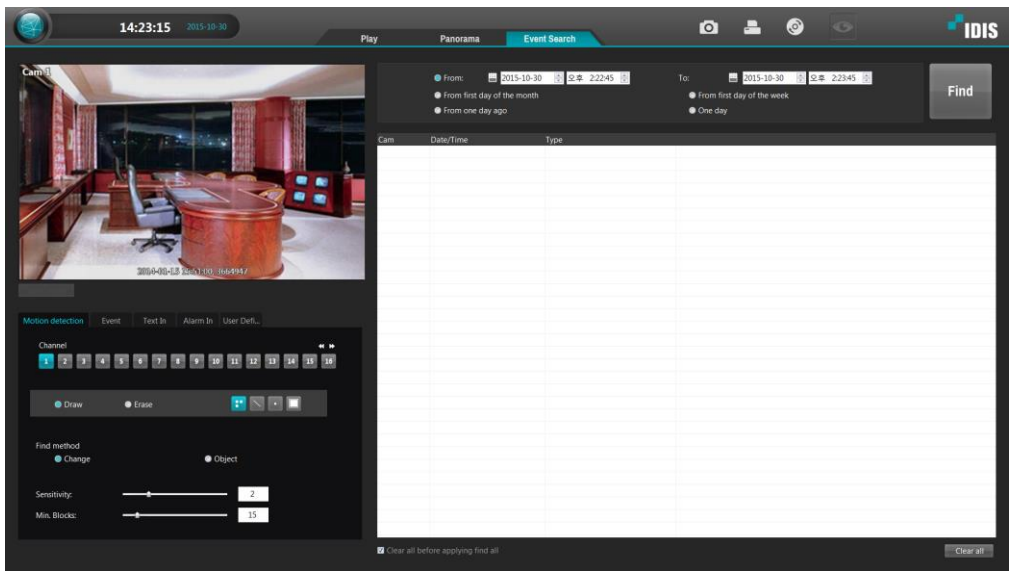 14:23:15 2015-10-30
Play Panorama Event Search
IDIS
Cam 1
From: 2015-10-30 오후 2:22:45 To: 2015-10-30 오후 2:23:45
From first day of the month From first day of the week
From one day ago One day
Find
Cam Date/Time Type
Motion detection Event Text In Alarm In User Defi...
Channel
1 2 3 4 5 6 7 8 9 10 11 12 13 14 15 16
Draw Erase
Find method
Change Object
Sensitivity: 2
Min. Blocks: 15
Clear all before applying find all Clear all